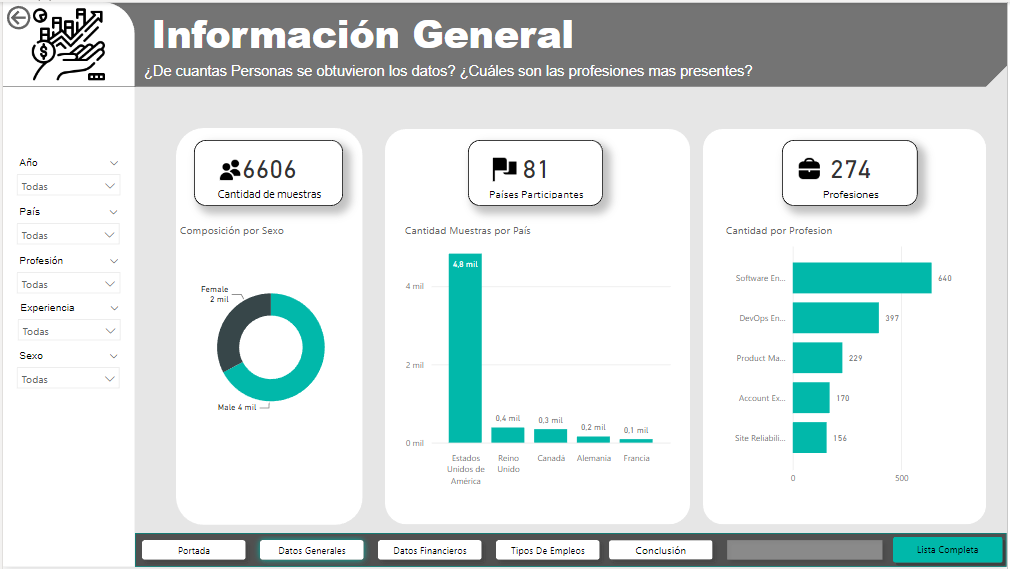 Información General
¿De cuantas Personas se obtuvieron los datos? ¿Cuáles son las profesiones mas presentes?
Año
Todas
País
Todas
Profesión
Todas
Experiencia
Todas
Sexo
Todas
6606
Cantidad de muestras
Composición por Sexo
Female
2 mil
Male 4 mil
81
Países Participantes
Cantidad Muestras por País
4 mil
2 mil
0 mil
4,8 mil
0,4 mil
0,3 mil
0,2 mil
0,1 mil
Estados
Unidos de
América
Reino
Unido
Canadá
Alemania
Francia
274
Profesiones
Cantidad por Profesion
Software En... 640
DevOps En... 397
Product Ma... 229
Account Ex... 170
Site Reliabili... 156
0 500
Portada
Datos Generales
Datos Financieros
Tipos De Empleos
Conclusión
Lista Completa